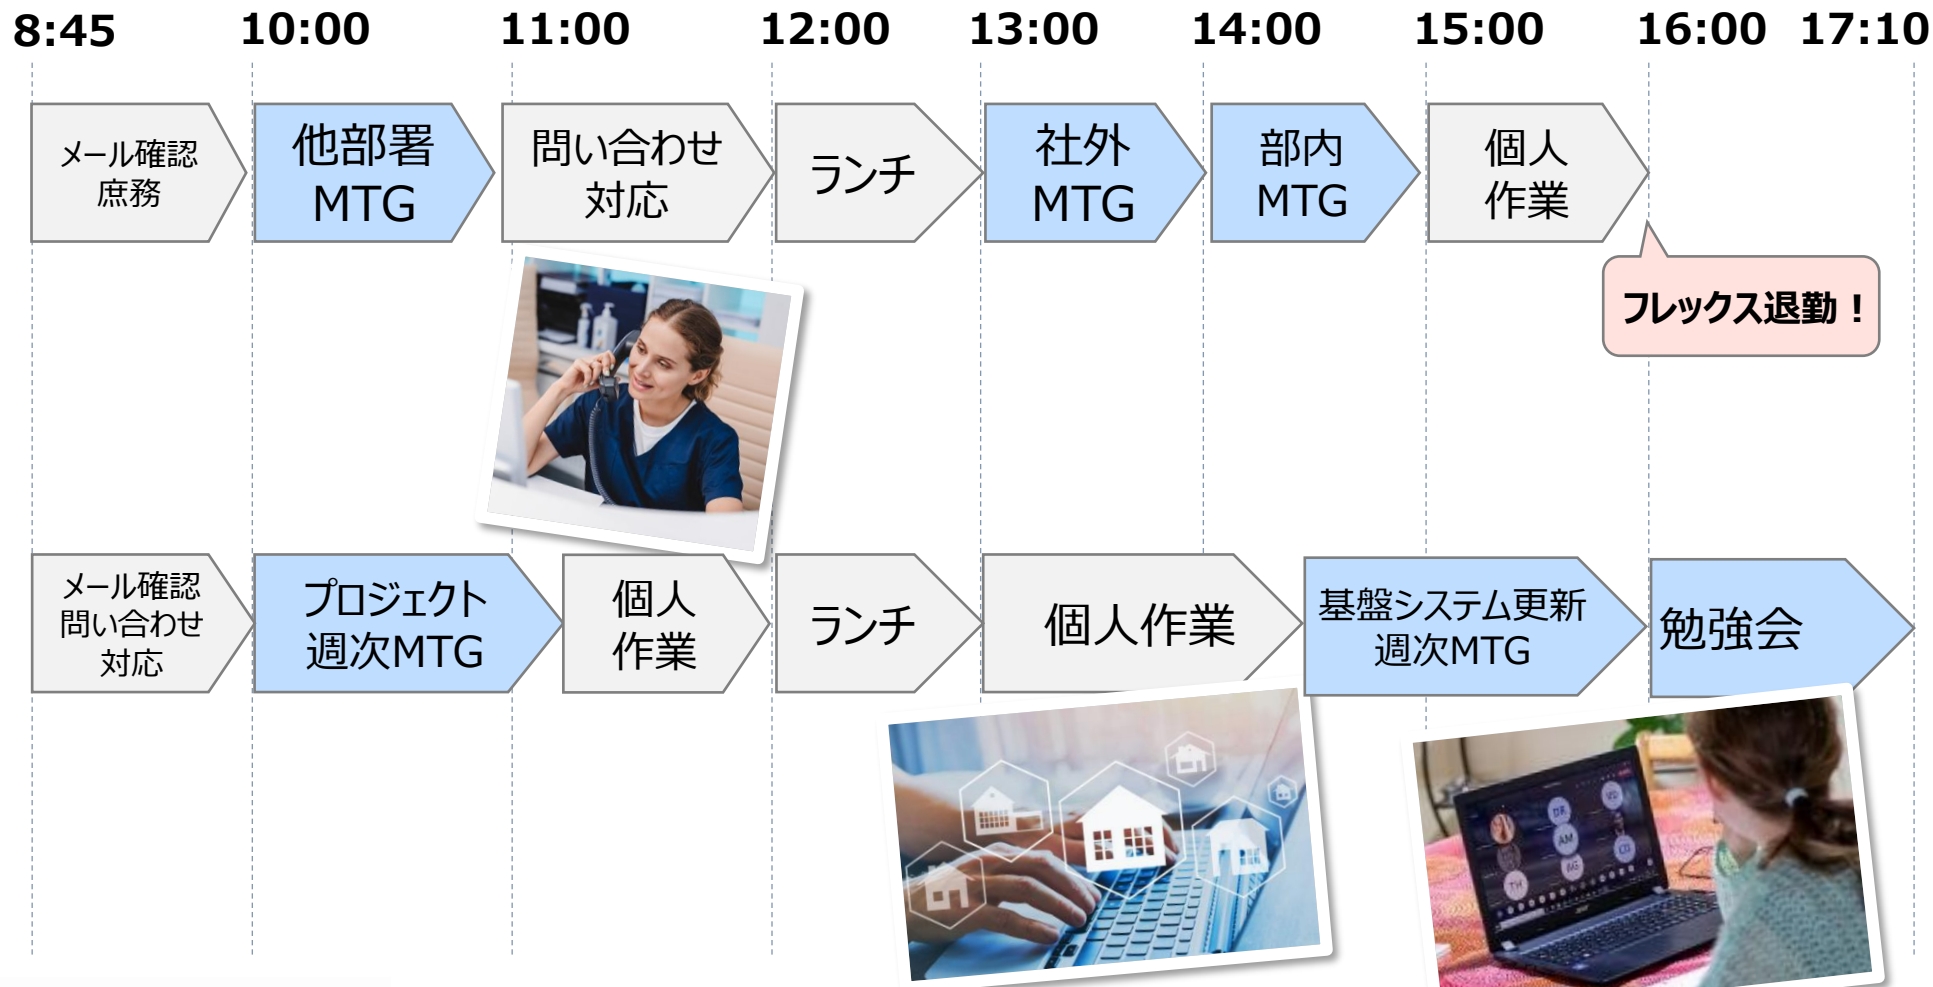 8:45 10:00 11:00 12:00 13:00 14:00 15:00 16:00 17:10
メール確認
庶務
他部署
MTG
問い合わせ
対応
ランチ
社外
MTG
部内
MTG
個人
作業
フレックス退勤！
メール確認
問い合わせ
対応
プロジェクト
週次MTG
個人
作業
ランチ
個人作業
基盤システム更新
週次MTG
勉強会
DR
VD
AM
TH
acer